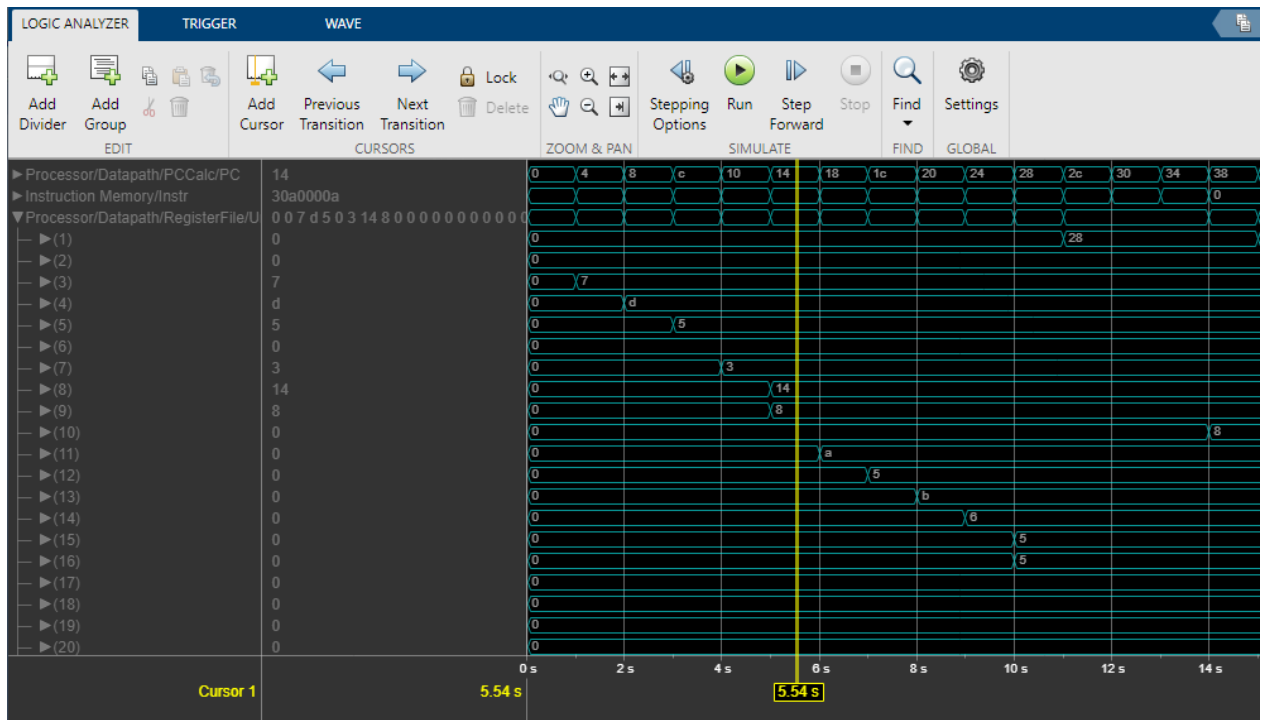 LOGIC ANALYZER TRIGGER WAVE
Add Divider
Add Group
Add Cursor
Previous Transition
Next Transition
Lock
Delete
Stepping Options
Run
Step Forward
Stop
Find
Settings
EDIT CURSORS ZOOM & PAN SIMULATE FIND GLOBAL
Processor/Datapath/PCCalc/PC 14 0 4 8 c 10 14 18 1c 20 24 28 2c 30 34 38
Instruction Memory/Instr 30a0000a 0
Processor/Datapath/RegisterFile/U 0 0 7 d 5 0 3 14 8 0 0 0 0 0 0 0 0 0 0 0
(1) 0 0 28
(2) 0 0
(3) 7 0 7
(4) d 0 d
(5) 5 0 5
(6) 0 0
(7) 3 0 3
(8) 14 0 14
(9) 8 0 8
(10) 0 0 8
(11) 0 0 a
(12) 0 0 5
(13) 0 0 b
(14) 0 0 6
(15) 0 0 5
(16) 0 0 5
(17) 0 0
(18) 0 0
(19) 0 0
(20) 0 0
0 s 2 s 4 s 6 s 8 s 10 s 12 s 14 s
Cursor 1 5.54 s 5.54 s